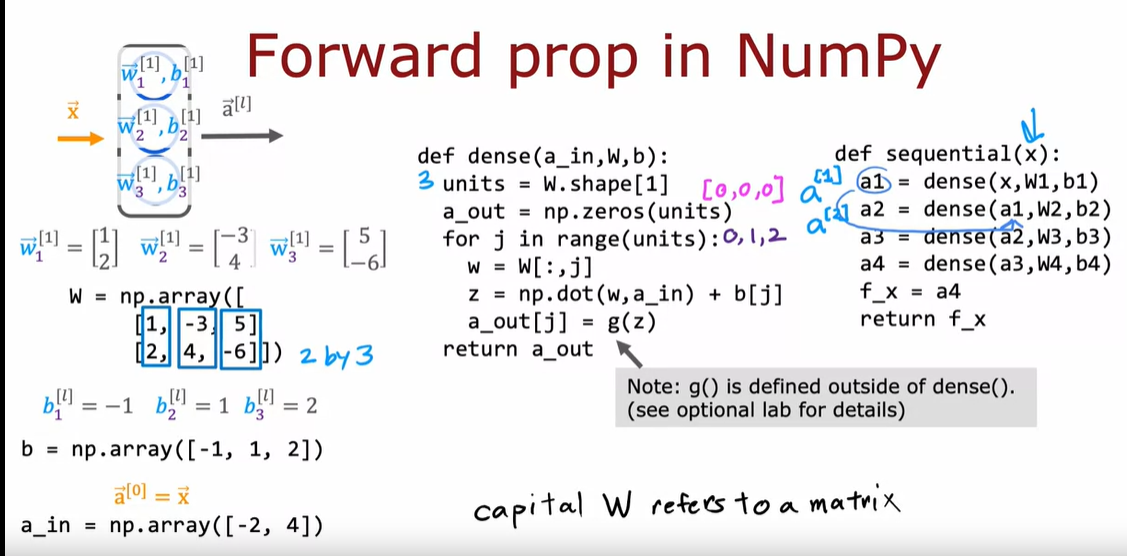 Forward prop in NumPy
x⃗
w⃗₁^[1], b₁^[1]
w⃗₂^[1], b₂^[1]
w⃗₃^[1], b₃^[1]
a⃗^[l]
w⃗₁^[1] = [1 2] w⃗₂^[1] = [-3 4] w⃗₃^[1] = [5 -6]
W = np.array([
[1, -3, 5]
[2, 4, -6]]) 2 by 3
b₁^[l] = -1 b₂^[l] = 1 b₃^[l] = 2
b = np.array([-1, 1, 2])
a⃗^[0] = x⃗
a_in = np.array([-2, 4])
def dense(a_in,W,b):
3 units = W.shape[1] [0,0,0]
a_out = np.zeros(units)
for j in range(units): 0,1,2
w = W[:,j]
z = np.dot(w,a_in) + b[j]
a_out[j] = g(z)
return a_out
Note: g() is defined outside of dense().
(see optional lab for details)
def sequential(x):
a^[1] a1 = dense(x,W1,b1)
a^[2] a2 = dense(a1,W2,b2)
a3 = dense(a2,W3,b3)
a4 = dense(a3,W4,b4)
f_x = a4
return f_x
capital W refers to a matrix